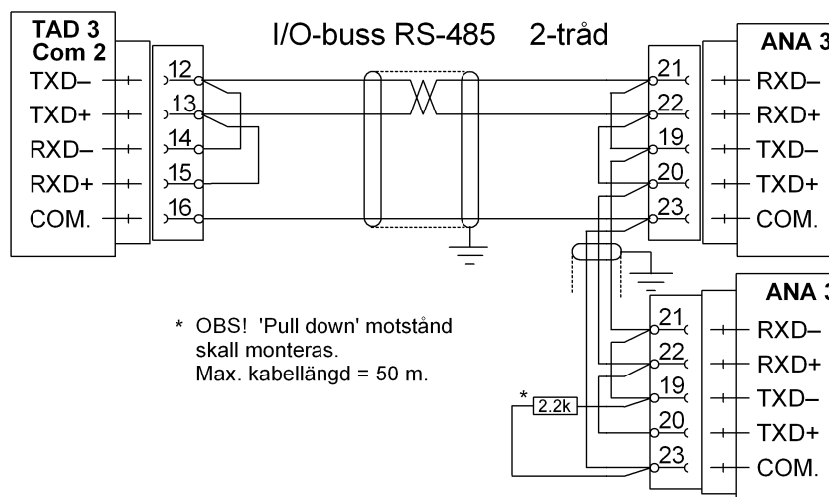 I/O-buss RS-485 2-tråd
TAD 3
Com 2
TXD– 12
TXD+ 13
RXD– 14
RXD+ 15
COM. 16
ANA 3
21 RXD–
22 RXD+
19 TXD–
20 TXD+
23 COM.
* OBS! 'Pull down' motstånd
skall monteras.
Max. kabellängd = 50 m.
* 2.2k
ANA 3
21 RXD–
22 RXD+
19 TXD–
20 TXD+
23 COM.